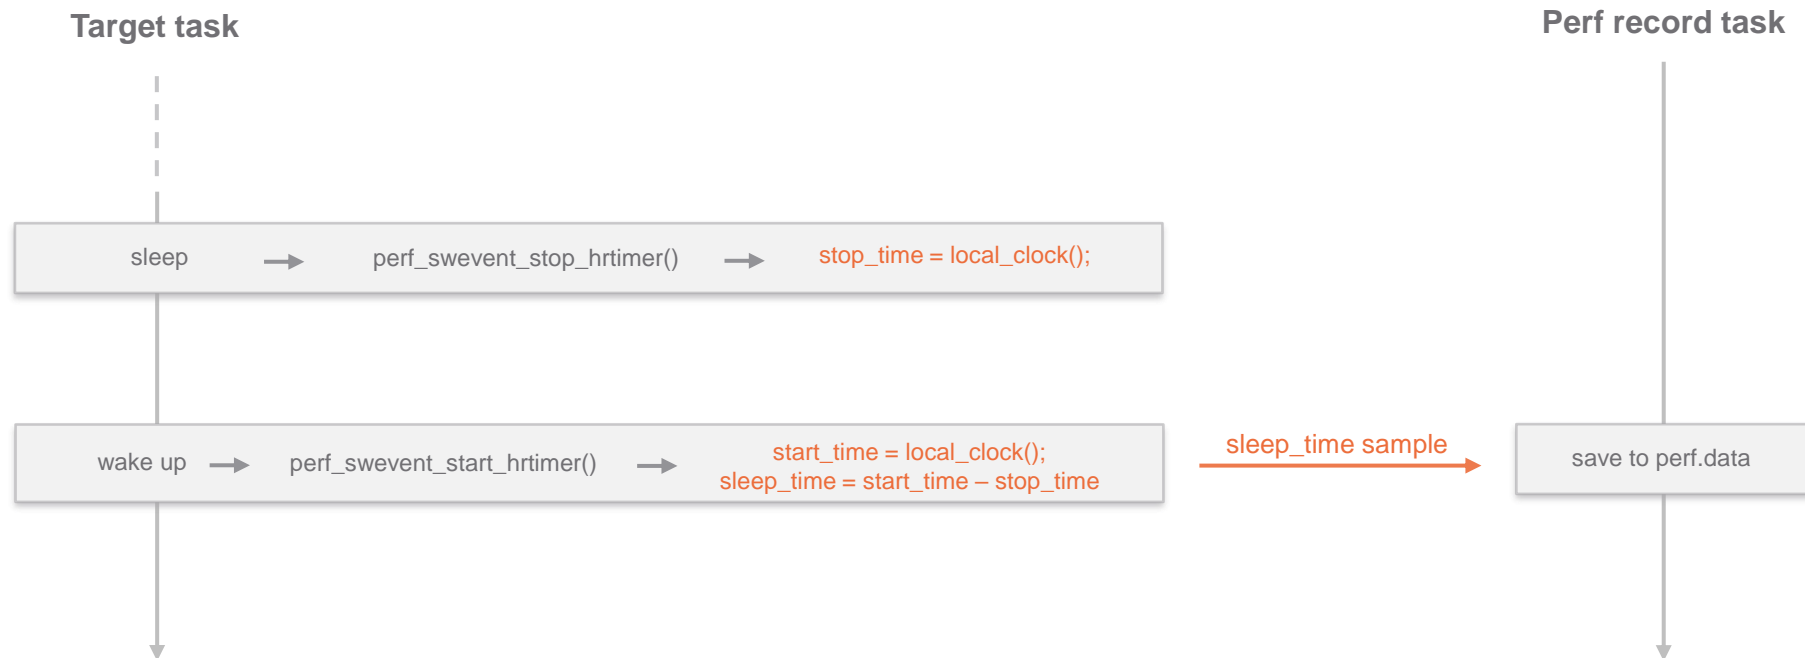 Target task
Perf record task
sleep
perf_swevent_stop_hrtimer()
stop_time = local_clock();
wake up
perf_swevent_start_hrtimer()
start_time = local_clock();
sleep_time = start_time – stop_time
sleep_time sample
save to perf.data